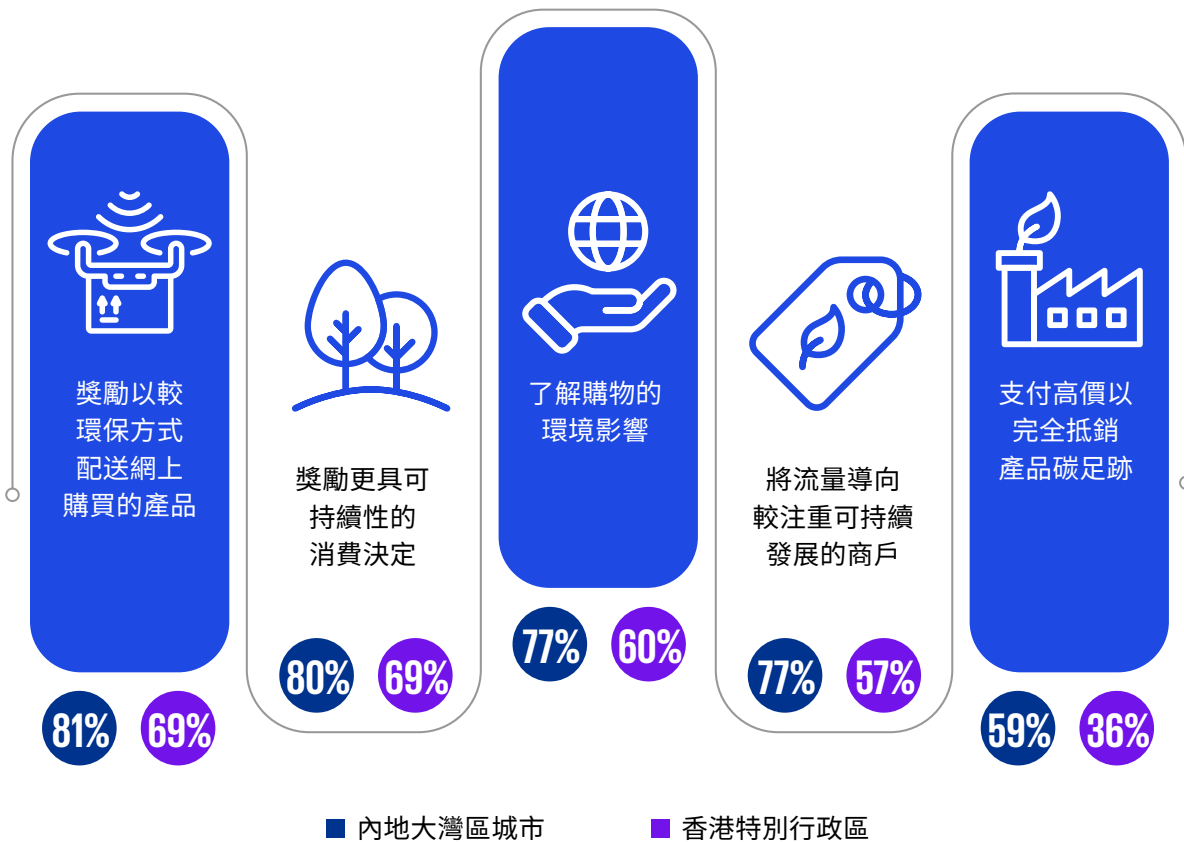 獎勵以較
環保方式
配送網上
購買的產品
81%
69%
獎勵更具可
持續性的
消費決定
80%
69%
了解購物的
環境影響
77%
60%
將流量導向
較注重可持續
發展的商戶
77%
57%
支付高價以
完全抵銷
產品碳足跡
59%
36%
內地大灣區城市
香港特別行政區